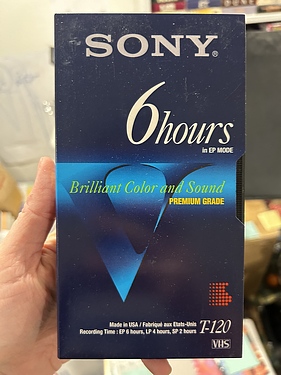 SONY®
6hours
in EP MODE
Brilliant Color and Sound
PREMIUM GRADE
Made in USA / Fabriqué aux Etats-Unis
Recording Time : EP 6 hours, LP 4 hours, SP 2 hours
T-120
VHS